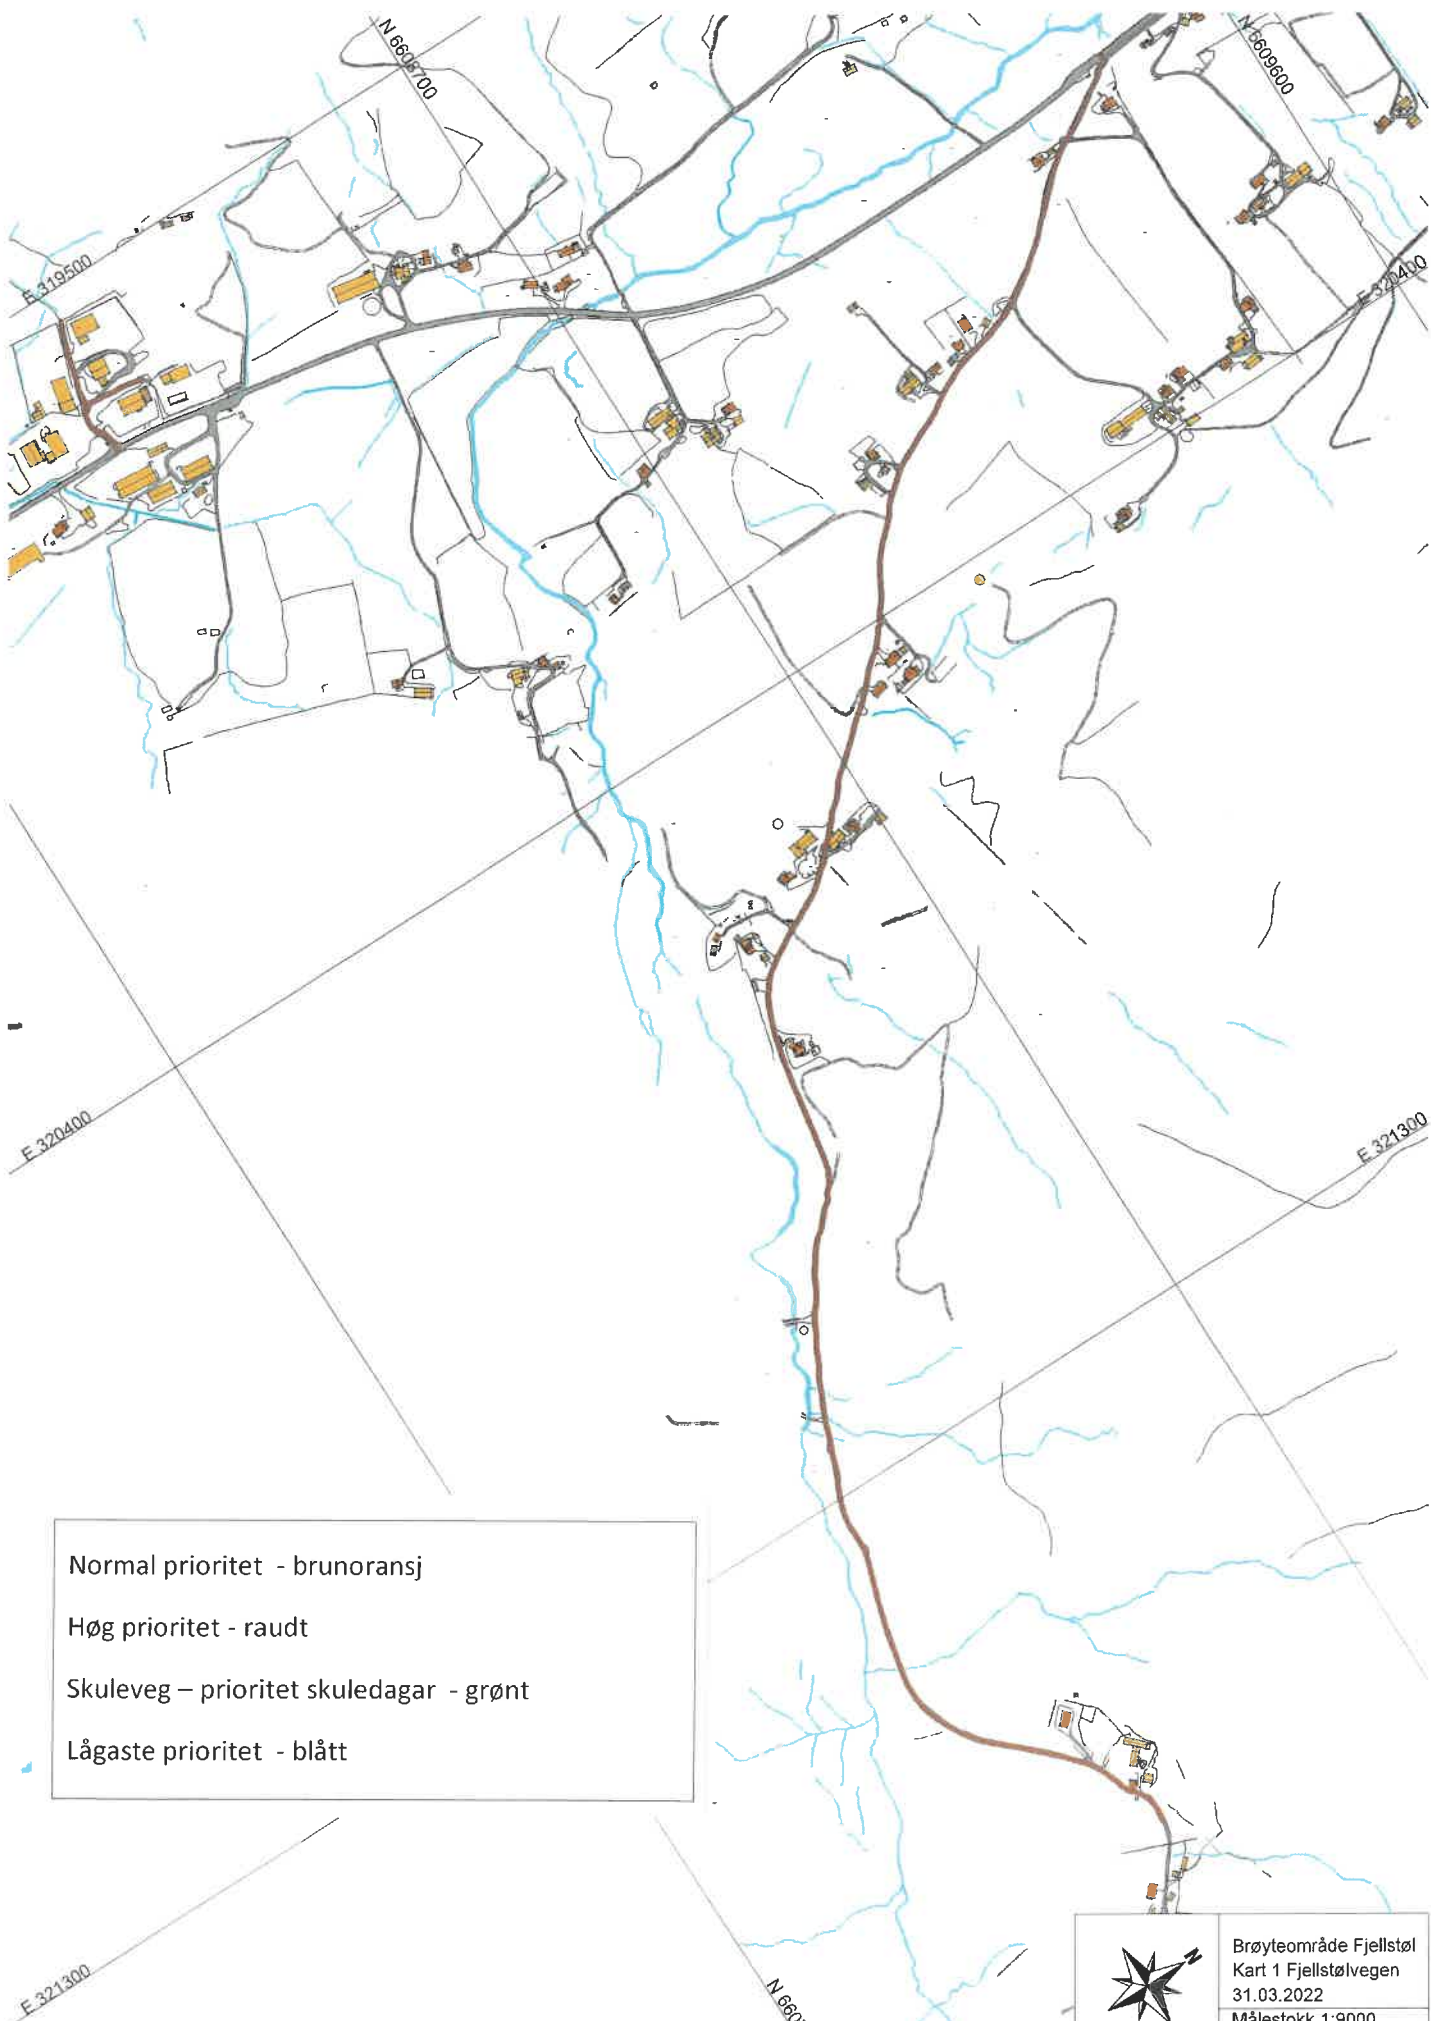 N 6608700
N 6609600
E 319500
E 320400
E 320400
E 321300
Normal prioritet - brunoransj
Høg prioritet - raudt
Skuleveg – prioritet skuledagar - grønt
Lågaste prioritet - blått
E 321300
N
Brøyteområde Fjellstøl
Kart 1 Fjellstølvegen
31.03.2022
Målestokk 1:9000